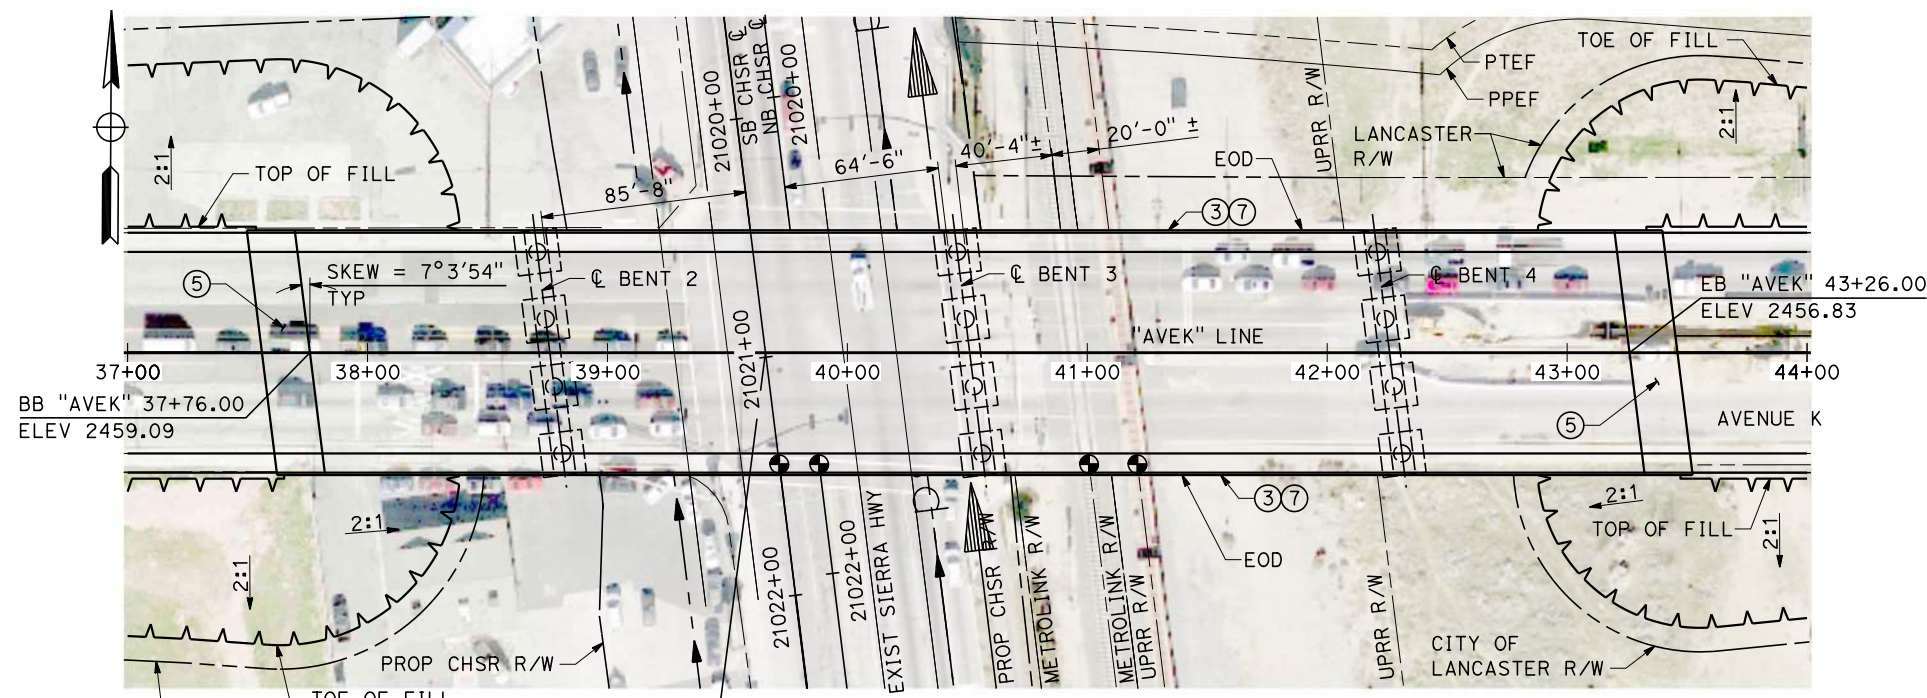 TOE OF FILL
PTEF
PPEF
SB CHSR ℄
NB CHSR ℄
21020+00
21020+00
UPRR R/W
LANCASTER
R/W
2:1
2:1
TOP OF FILL
85'-8"
64'-6"
40'-4"±
20'-0" ±
EOD
3 7
5
SKEW = 7°3'54"
TYP
℄ BENT 2
℄ BENT 3
℄ BENT 4
EB "AVEK" 43+26.00
ELEV 2456.83
"AVEK" LINE
21021+00
37+00
38+00
39+00
40+00
41+00
42+00
43+00
44+00
BB "AVEK" 37+76.00
ELEV 2459.09
5
AVENUE K
3 7
EOD
2:1
2:1
2:1
TOP OF FILL
2:1
21022+00
21022+00
EXIST SIERRA HWY
PROP CHSR R/W
METROLINK R/W
METROLINK R/W
UPRR R/W
UPRR R/W
PROP CHSR R/W
CITY OF
LANCASTER R/W
TOE OF FILL